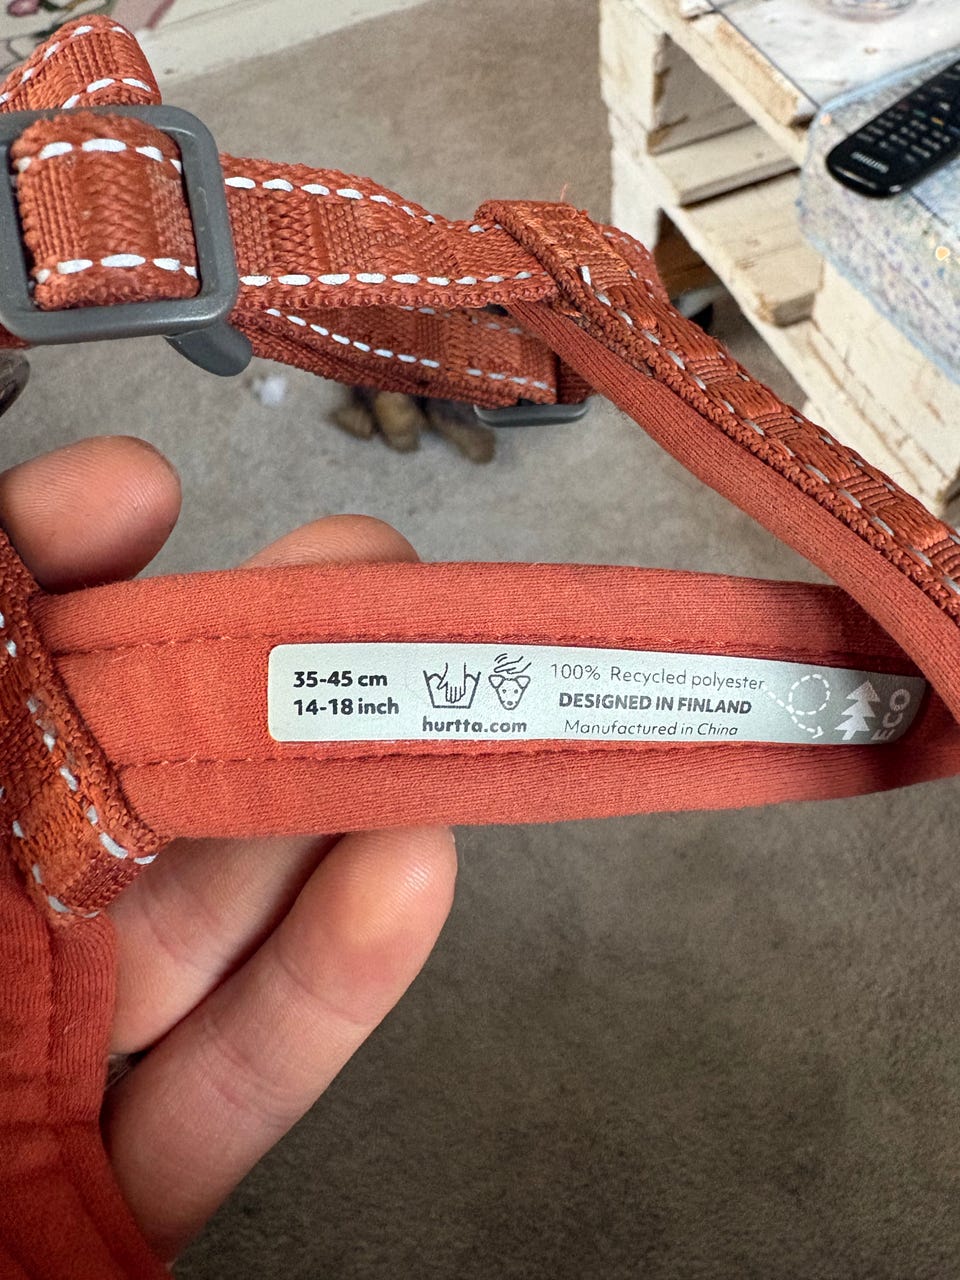 35-45 cm
14-18 inch
hurtta.com
100% Recycled polyester
DESIGNED IN FINLAND
Manufactured in China
ECO